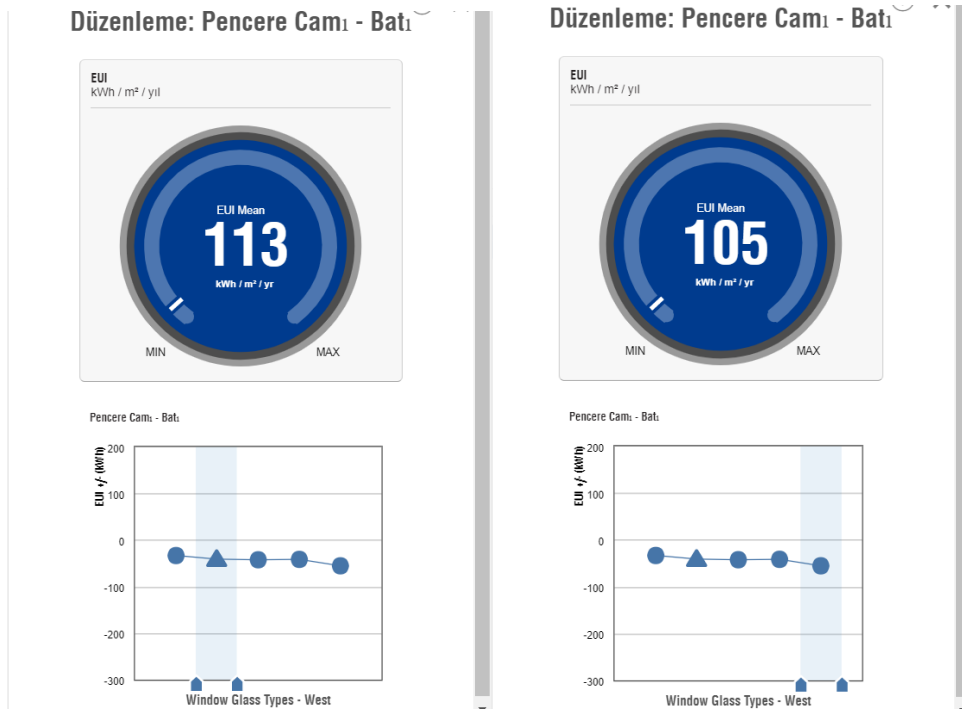 Düzenleme: Pencere Camı - Batı
EUI
kWh / m² / yıl
EUI Mean
113
kWh / m² / yr
MIN
MAX
Pencere Camı - Batı
EUI +/- (kWh)
200
100
0
-100
-200
-300
Window Glass Types - West
Düzenleme: Pencere Camı - Batı
EUI
kWh / m² / yıl
EUI Mean
105
kWh / m² / yr
MIN
MAX
Pencere Camı - Batı
EUI +/- (kWh)
200
100
0
-100
-200
-300
Window Glass Types - West